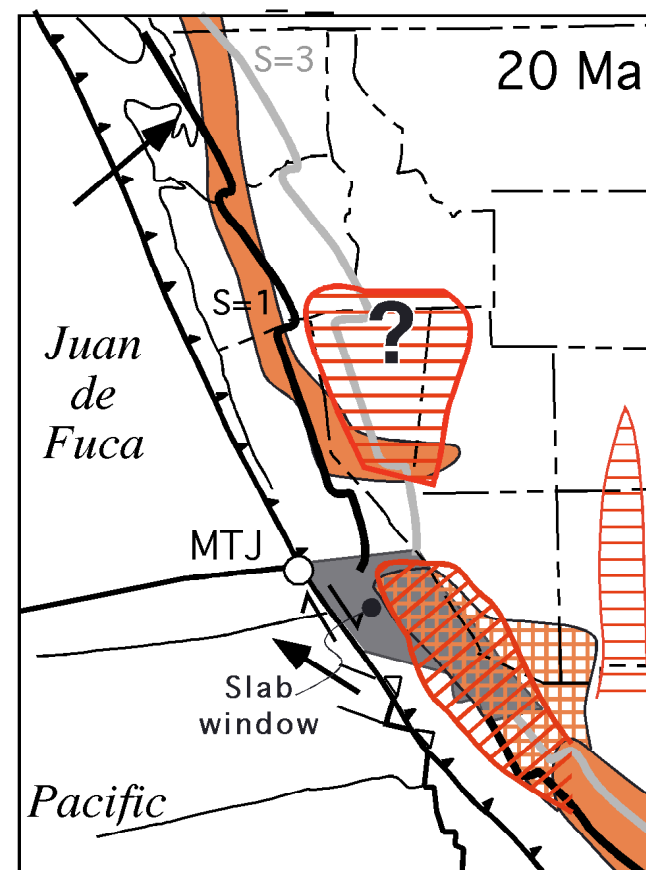 S=3
20 Ma
S=1
?
Juan
de
Fuca
MTJ
Slab
window
Pacific